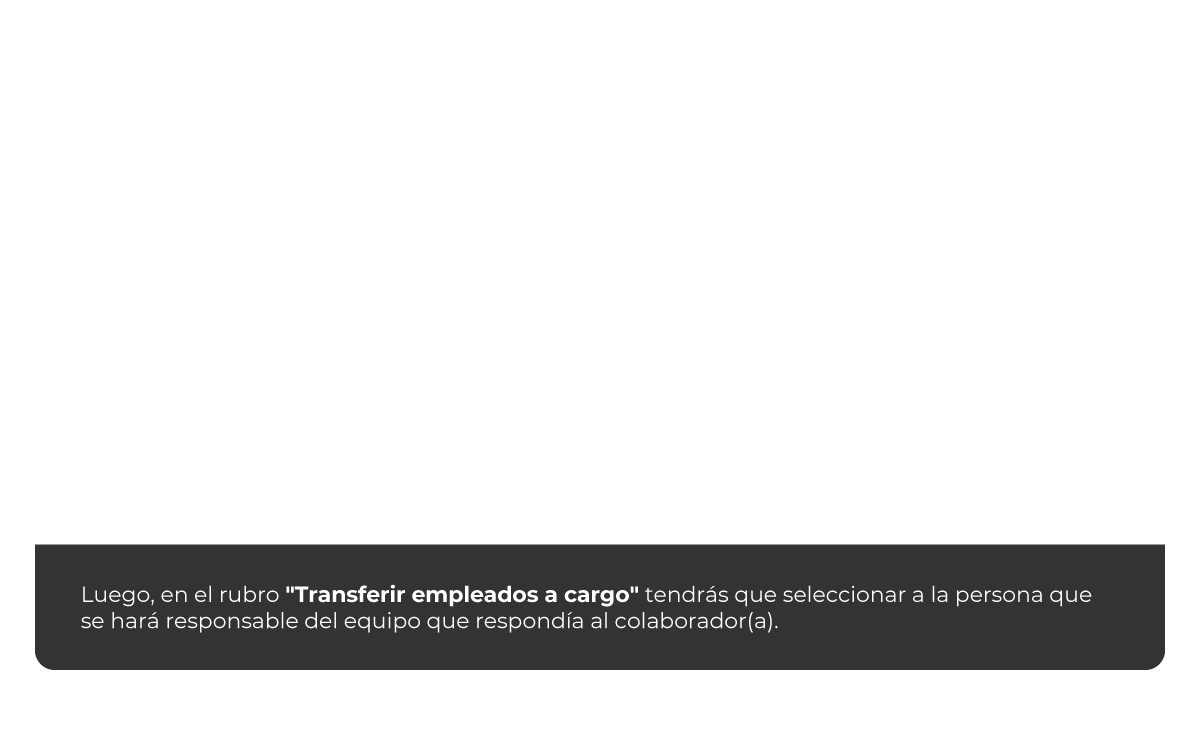 Luego, en el rubro "Transferir empleados a cargo" tendrás que seleccionar a la persona que
se hará responsable del equipo que respondía al colaborador(a).